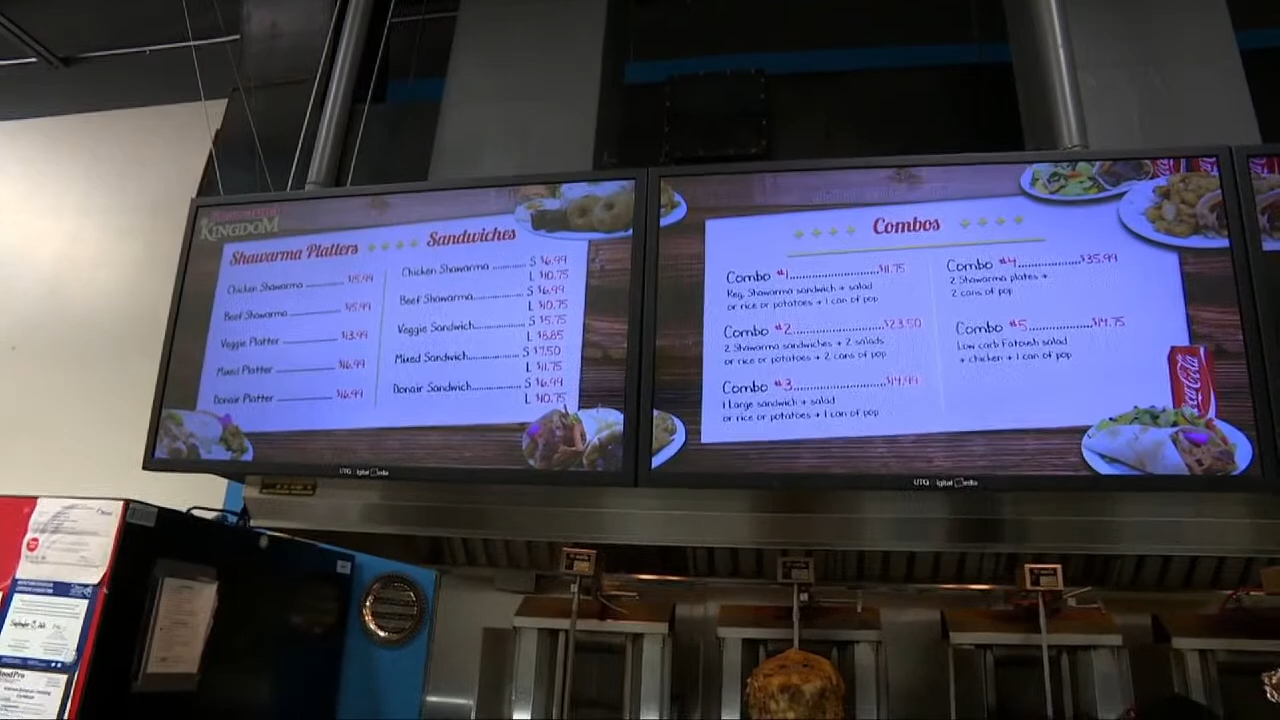 KINGDOM
Shawarma Platters
Chicken Shawarma $15.99
Beef Shawarma $15.99
Veggie Platter $13.99
Mixed Platter $16.99
Donair Platter $16.99
Sandwiches
Chicken Shawarma S $6.99
L $10.75
Beef Shawarma S $6.99
L $10.75
Veggie Sandwich S $5.75
L $8.85
Mixed Sandwich S $7.50
L $11.75
Donair Sandwich S $6.99
L $10.75
Combos
Combo #1 $11.75
Reg. Shawarma sandwich + salad
or rice or potatoes + 1 can of pop
Combo #2 $23.50
2 Shawarma sandwiches + 2 salads
or rice or potatoes + 2 cans of pop
Combo #3 $14.99
1 Large sandwich + salad
or rice or potatoes + 1 can of pop
Combo #4 $35.99
2 Shawarma plates +
2 cans of pop
Combo #5 $14.75
Low carb Fatoush salad
+ chicken + 1 can of pop
Coca-Cola
UTG
UTG